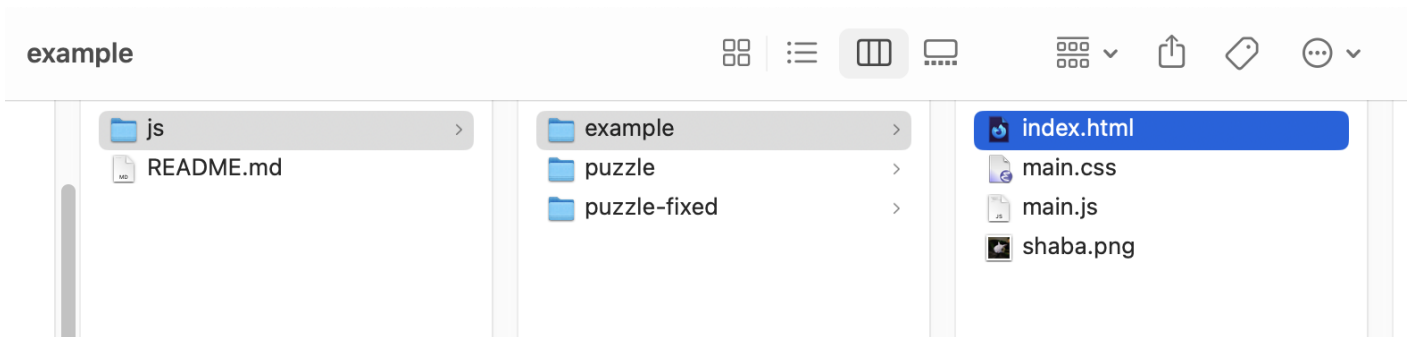 example
js
README.md
example
puzzle
puzzle-fixed
index.html
main.css
main.js
shaba.png